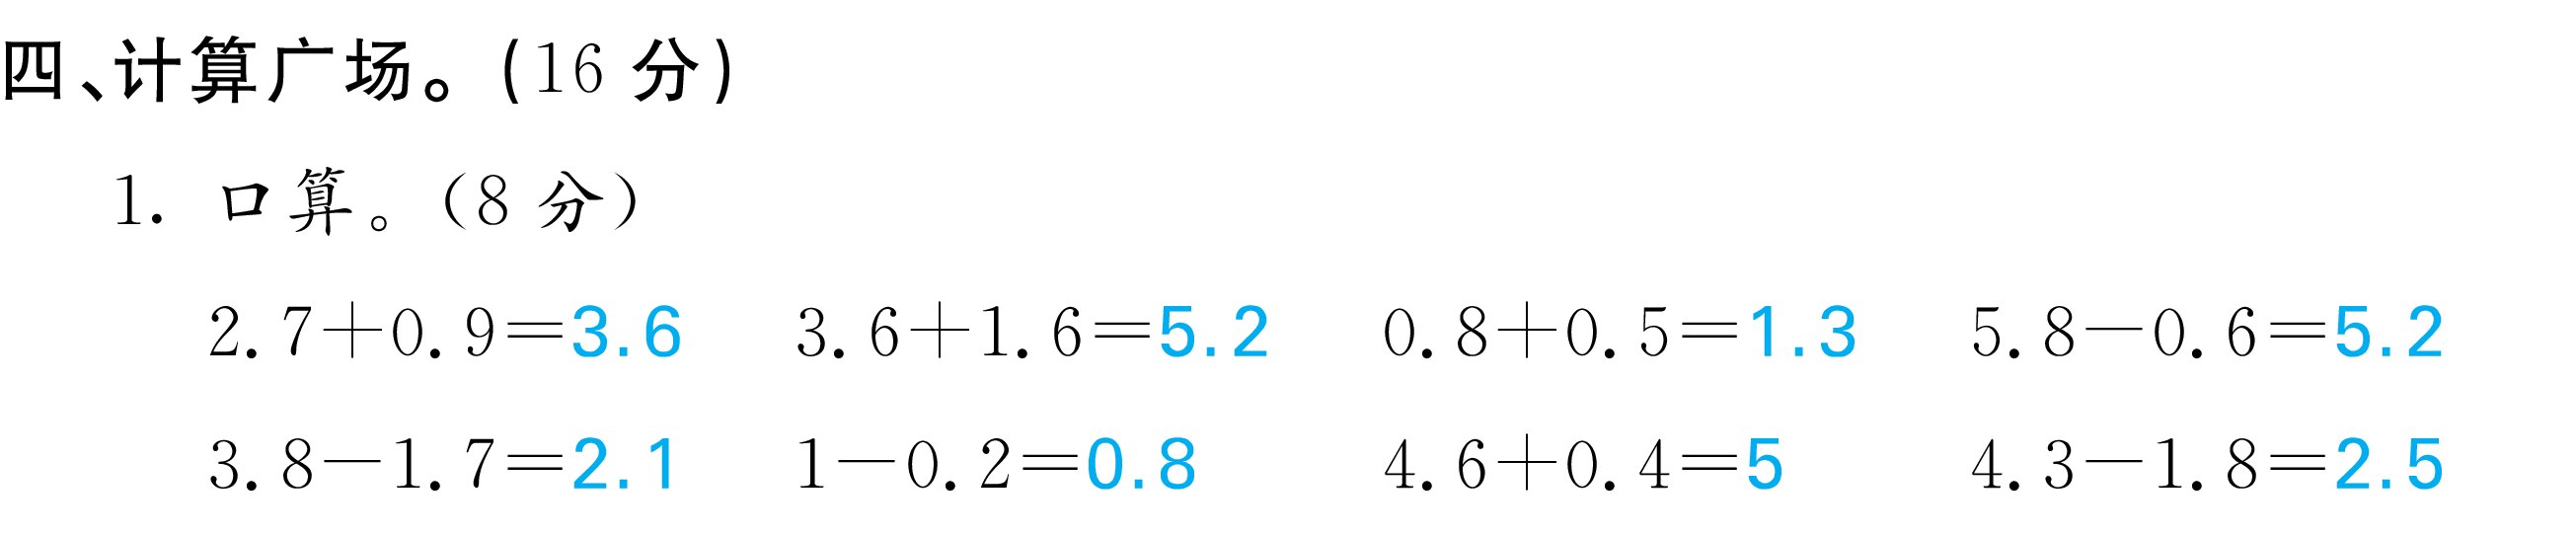 四、计算广场。(16 分)
1. 口算。(8 分)
2.7+0.9=3.6 3.6+1.6=5.2 0.8+0.5=1.3 5.8-0.6=5.2
3.8-1.7=2.1 1-0.2=0.8 4.6+0.4=5 4.3-1.8=2.5